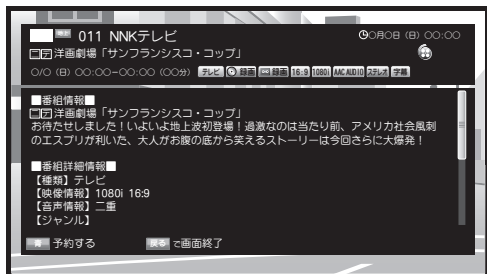 地上 011 NNKテレビ ○月○日 (日) ○○:○○
洋画劇場「サンフランシスコ・コップ」
○/○ (日) ○○:○○-○○:○○ (○○分) テレビ 録画 録画 16:9 1080i AAC AUDIO ステレオ 字幕
■番組情報■
洋画劇場「サンフランシスコ・コップ」
お待たせしました!いよいよ地上波初登場!過激なのは当たり前、アメリカ社会風刺
のエスプリが利いた、大人がお腹の底から笑えるストーリーは今回さらに大爆発!
■番組詳細情報■
【種類】テレビ
【映像情報】1080i 16:9
【音声情報】二重
【ジャンル】
青 予約する 戻る で画面終了